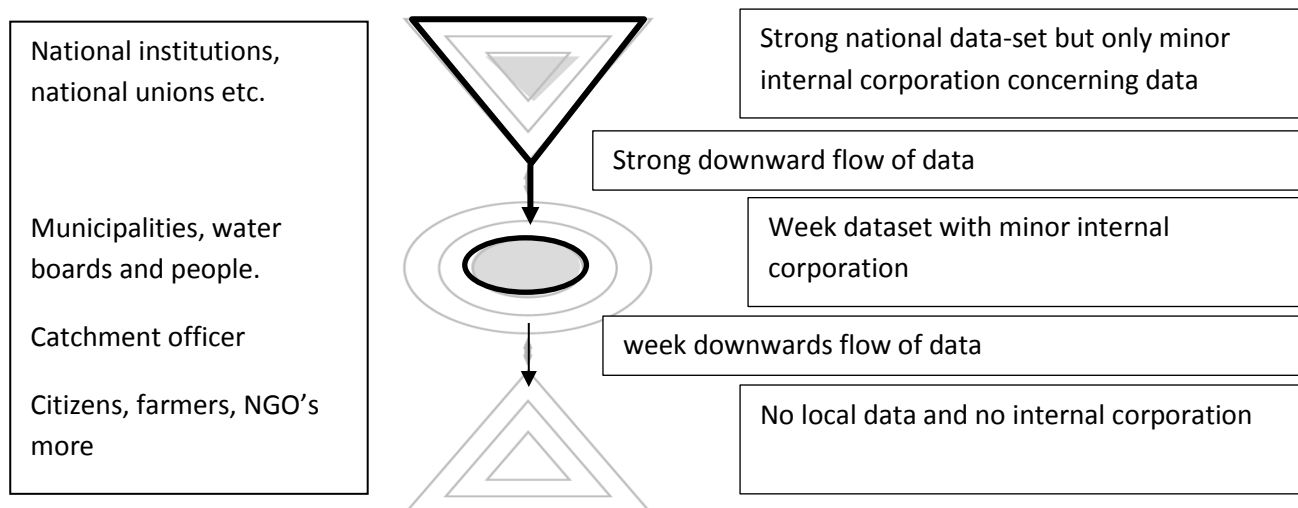 National institutions,
national unions etc.
Municipalities, water
boards and people.
Catchment officer
Citizens, farmers, NGO’s
more
Strong national data-set but only minor
internal corporation concerning data
Strong downward flow of data
Week dataset with minor internal
corporation
week downwards flow of data
No local data and no internal corporation